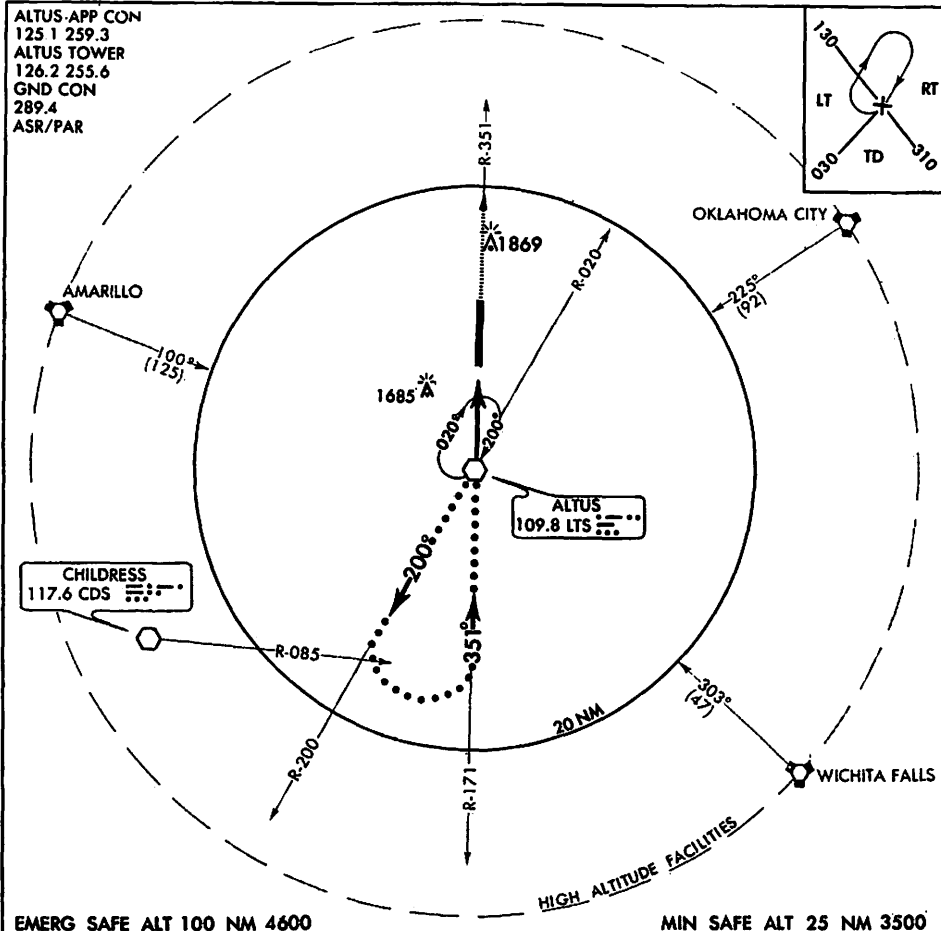 ALTUS APP CON
125.1 259.3
ALTUS TOWER
126.2 255.6
GND CON
289.4
ASR/PAR
130
LT
RT
030
TD
310
R-351
1869
R-020
OKLAHOMA CITY
225°
(92)
AMARILLO
100°
(125)
1685
020°
200°
ALTUS
109.8 LTS
CHILDRESS
117.6 CDS
200°
R-085
351°
303°
(47)
20 NM
R-200
R-171
WICHITA FALLS
HIGH ALTITUDE FACILITIES
EMERG SAFE ALT 100 NM 4600
MIN SAFE ALT 25 NM 3500